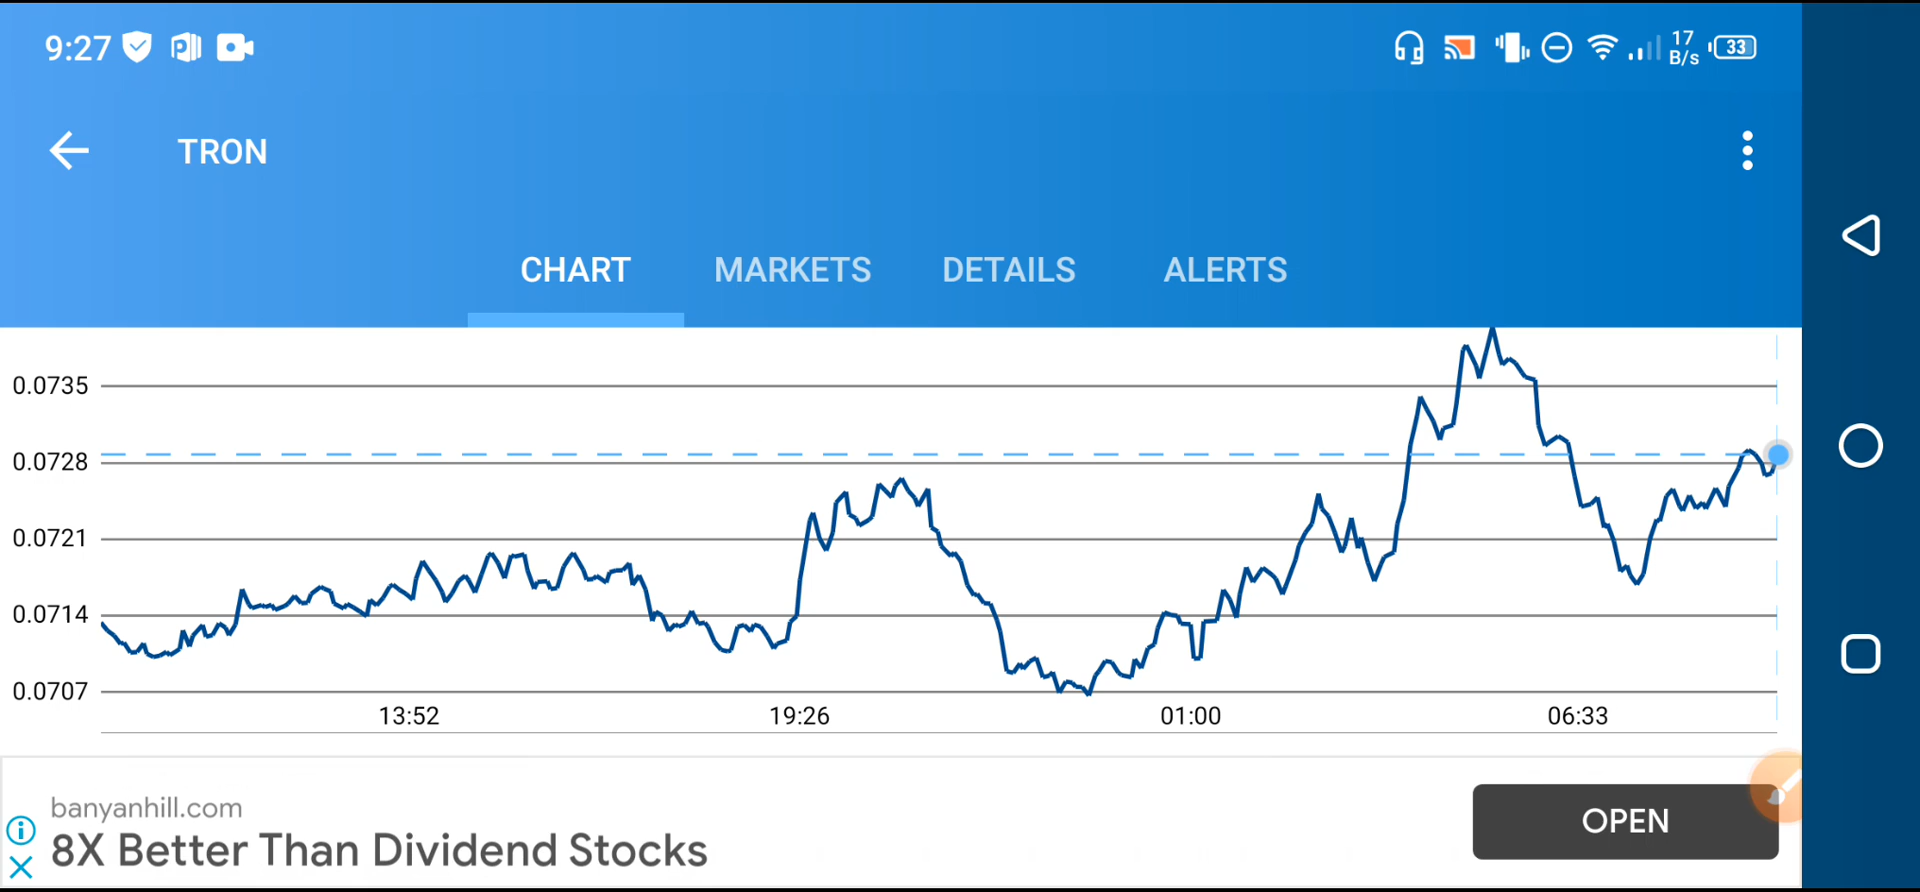 9:27
17
B/s
33
TRON
CHART MARKETS DETAILS ALERTS
0.0735
0.0728
0.0721
0.0714
0.0707
13:52 19:26 01:00 06:33
banyanhill.com
8X Better Than Dividend Stocks
OPEN